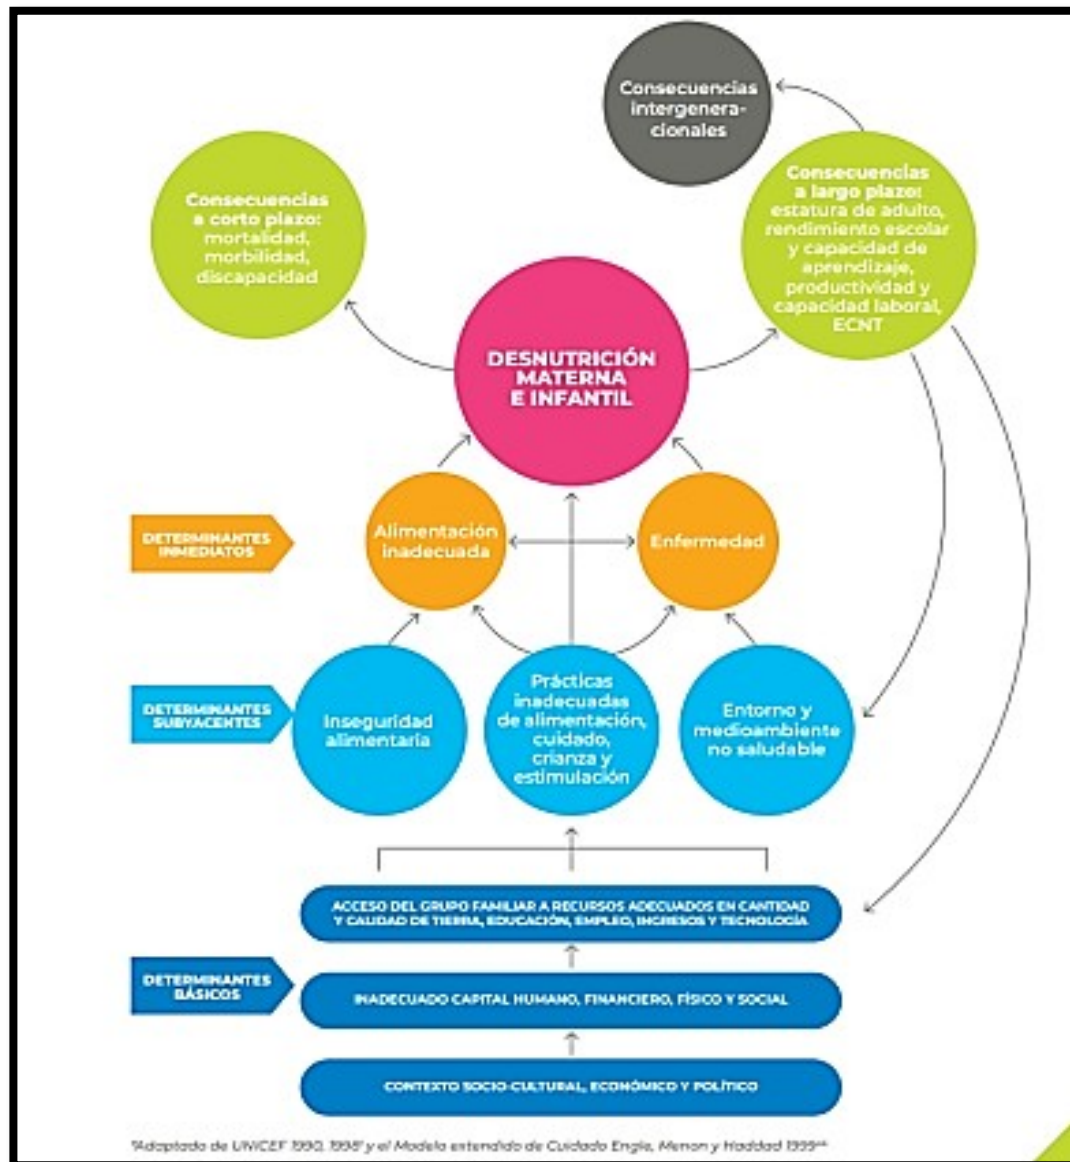 Consecuencias
intergenera-
cionales
Consecuencias
a corto plazo:
mortalidad,
morbilidad,
discapacidad
Consecuencias
a largo plazo:
estatura de adulto,
rendimiento escolar
y capacidad de
aprendizaje,
productividad y
capacidad laboral,
ECNT
DESNUTRICIÓN
MATERNA
E INFANTIL
DETERMINANTES
INMEDIATOS
Alimentación
inadecuada
Enfermedad
DETERMINANTES
SUBYACENTES
Inseguridad
alimentaria
Prácticas
inadecuadas
de alimentación,
cuidado,
crianza y
estimulación
Entorno y
medioambiente
no saludable
ACCESO DEL GRUPO FAMILIAR A RECURSOS ADECUADOS EN CANTIDAD
Y CALIDAD DE TIERRA, EDUCACIÓN, EMPLEO, INGRESOS Y TECNOLOGÍA
DETERMINANTES
BÁSICOS
INADECUADO CAPITAL HUMANO, FINANCIERO, FÍSICO Y SOCIAL
CONTEXTO SOCIO-CULTURAL, ECONÓMICO Y POLÍTICO
*Adaptado de UNICEF 1990, 1998 y el Modelo extendido de Cuidado Engle, Menon y Haddad 1999